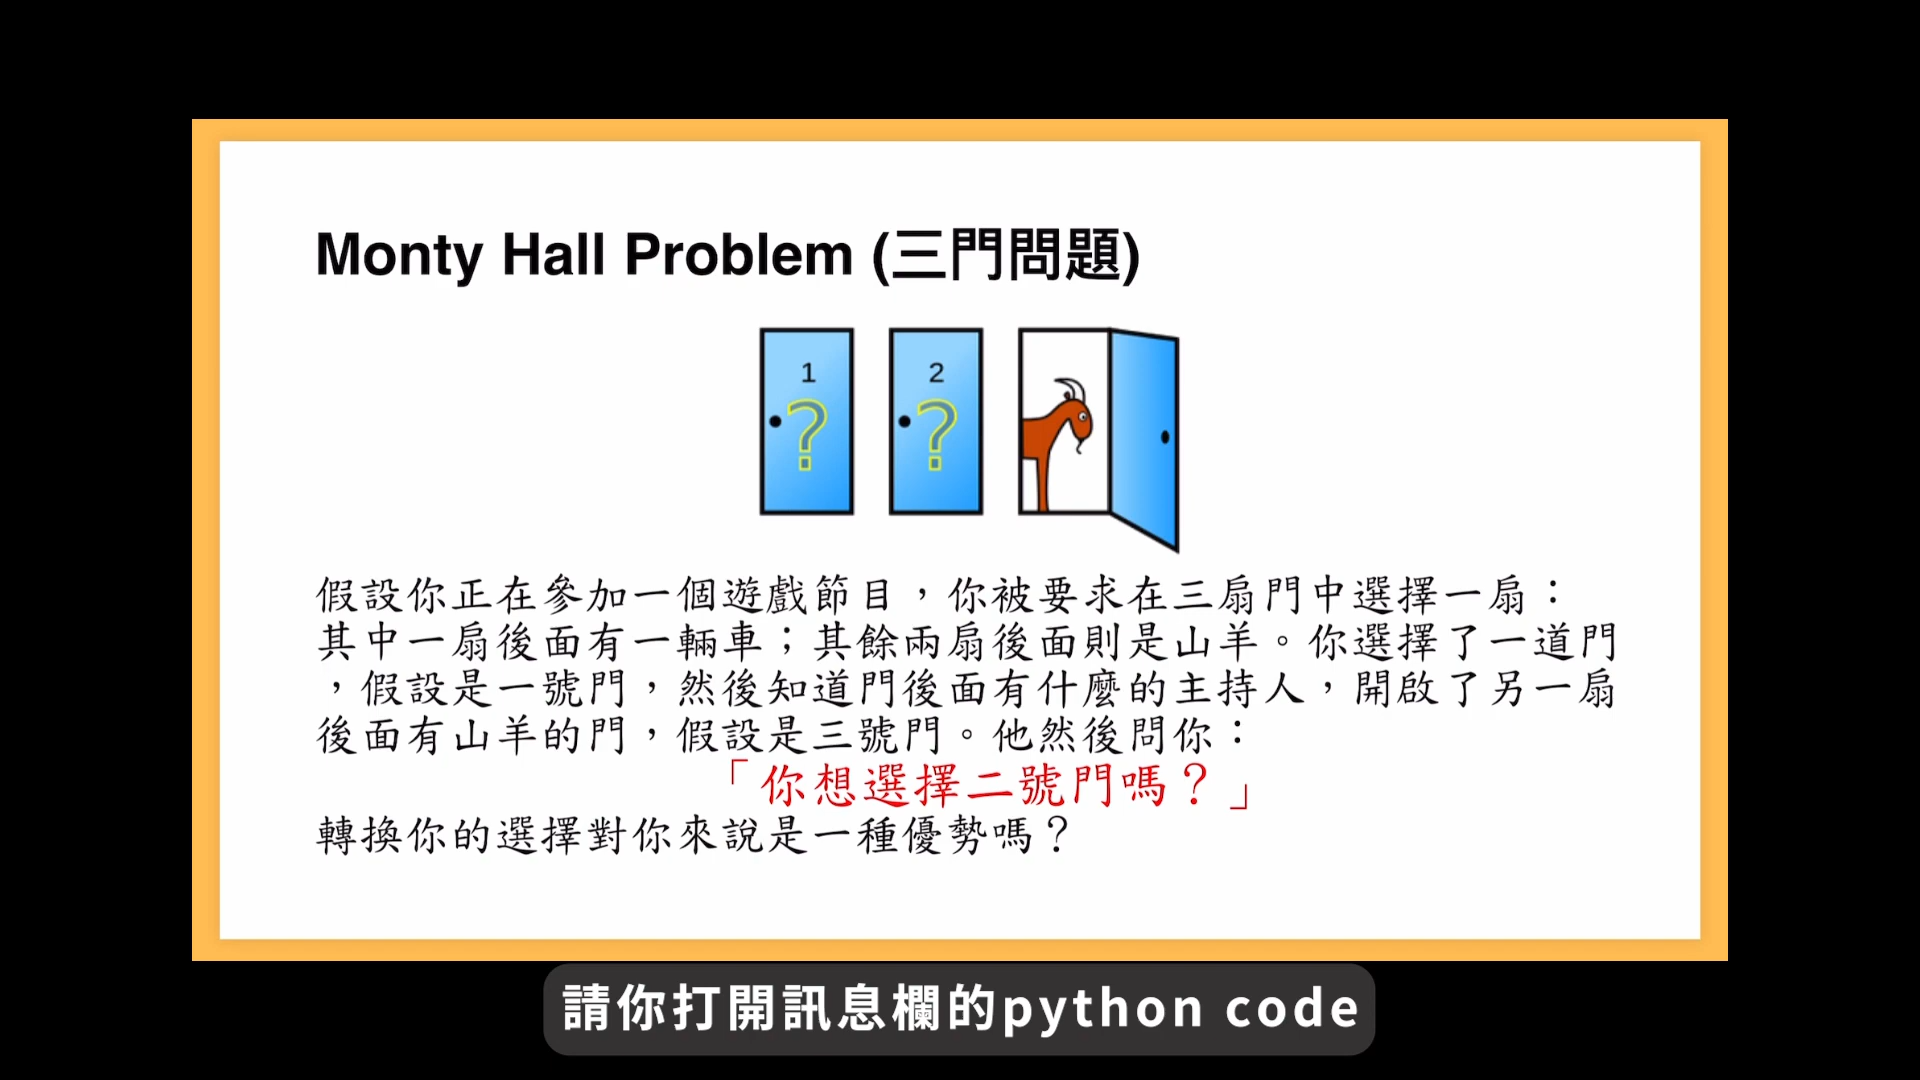 Monty Hall Problem (三門問題)
1
2
?
?
假設你正在參加一個遊戲節目，你被要求在三扇門中選擇一扇：
其中一扇後面有一輛車；其餘兩扇後面則是山羊。你選擇了一道門
，假設是一號門，然後知道門後面有什麼的主持人，開啟了另一扇
後面有山羊的門，假設是三號門。他然後問你：
「你想選擇二號門嗎？」
轉換你的選擇對你來說是一種優勢嗎？
請你打開訊息欄的python code